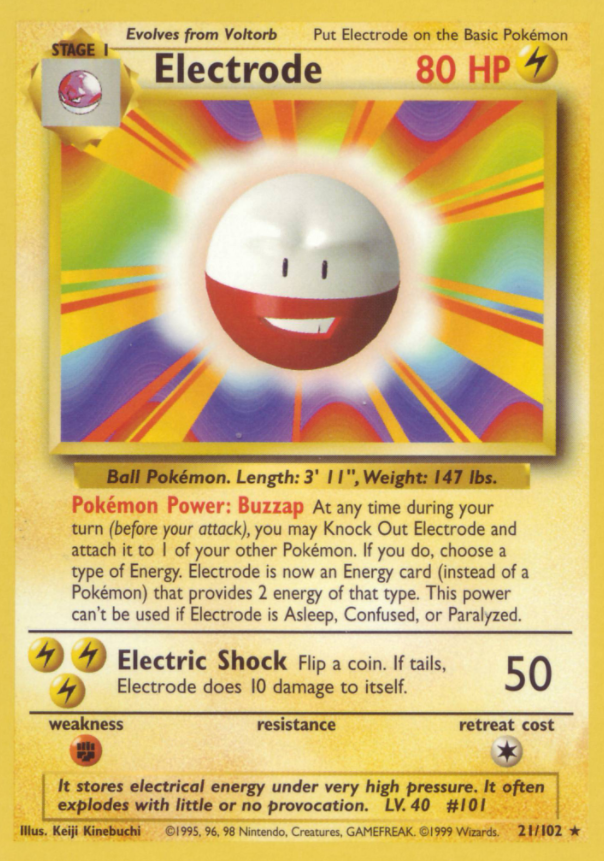 Evolves from Voltorb Put Electrode on the Basic Pokémon
STAGE 1
Electrode 80 HP
Ball Pokémon. Length: 3' 11", Weight: 147 lbs.
Pokémon Power: Buzzap At any time during your
turn (before your attack), you may Knock Out Electrode and
attach it to 1 of your other Pokémon. If you do, choose a
type of Energy. Electrode is now an Energy card (instead of a
Pokémon) that provides 2 energy of that type. This power
can't be used if Electrode is Asleep, Confused, or Paralyzed.
Electric Shock Flip a coin. If tails,
Electrode does 10 damage to itself.
50
weakness resistance retreat cost
It stores electrical energy under very high pressure. It often
explodes with little or no provocation. LV. 40 #101
Illus. Keiji Kinebuchi ©1995, 96, 98 Nintendo, Creatures, GAMEFREAK. ©1999 Wizards. 21/102 ★